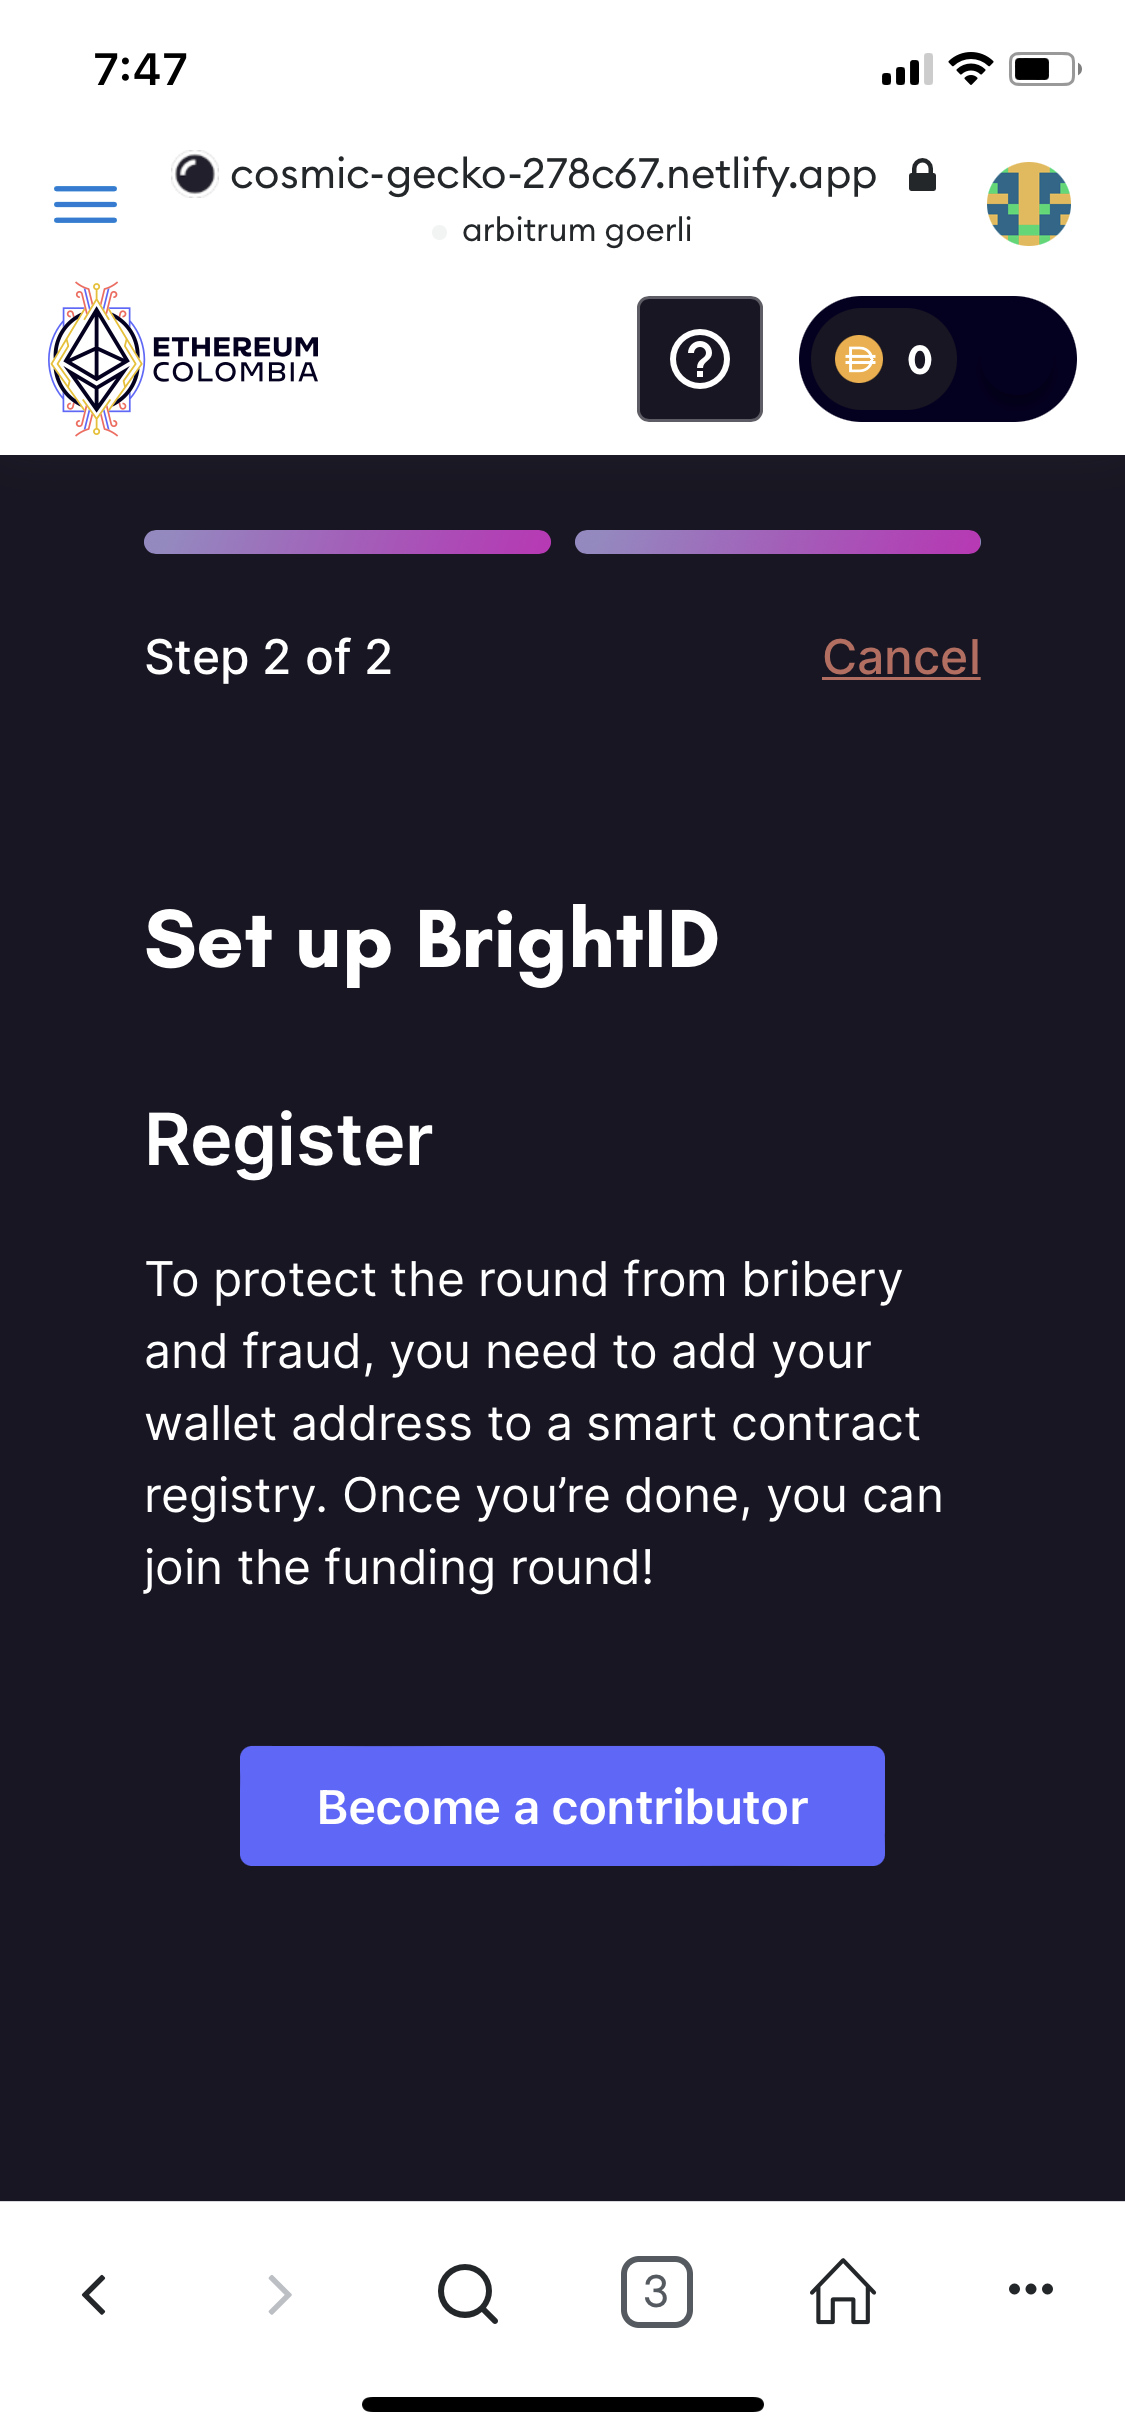 7:47
cosmic-gecko-278c67.netlify.app
arbitrum goerli
ETHEREUM
COLOMBIA
0
Step 2 of 2
Cancel
Set up BrightID
Register
To protect the round from bribery
and fraud, you need to add your
wallet address to a smart contract
registry. Once you’re done, you can
join the funding round!
Become a contributor
3